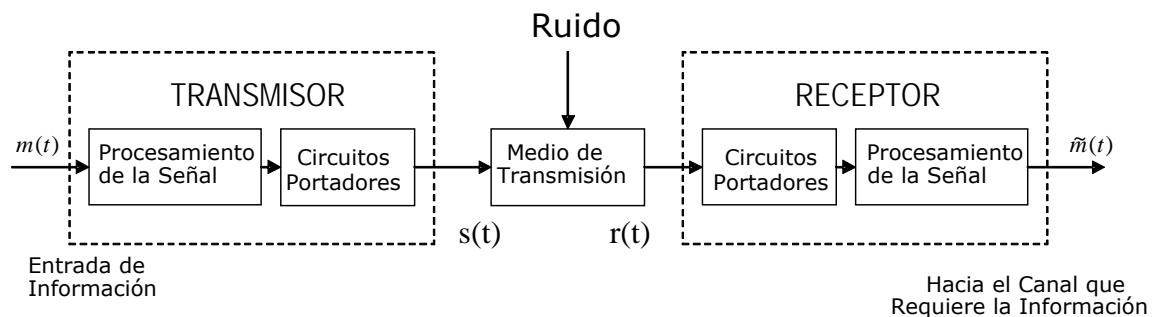 Ruido
TRANSMISOR
RECEPTOR
m(t)
Procesamiento
de la Señal
Circuitos
Portadores
Medio de
Transmisión
Circuitos
Portadores
Procesamiento
de la Señal
m̃(t)
s(t)
r(t)
Entrada de
Información
Hacia el Canal que
Requiere la Información